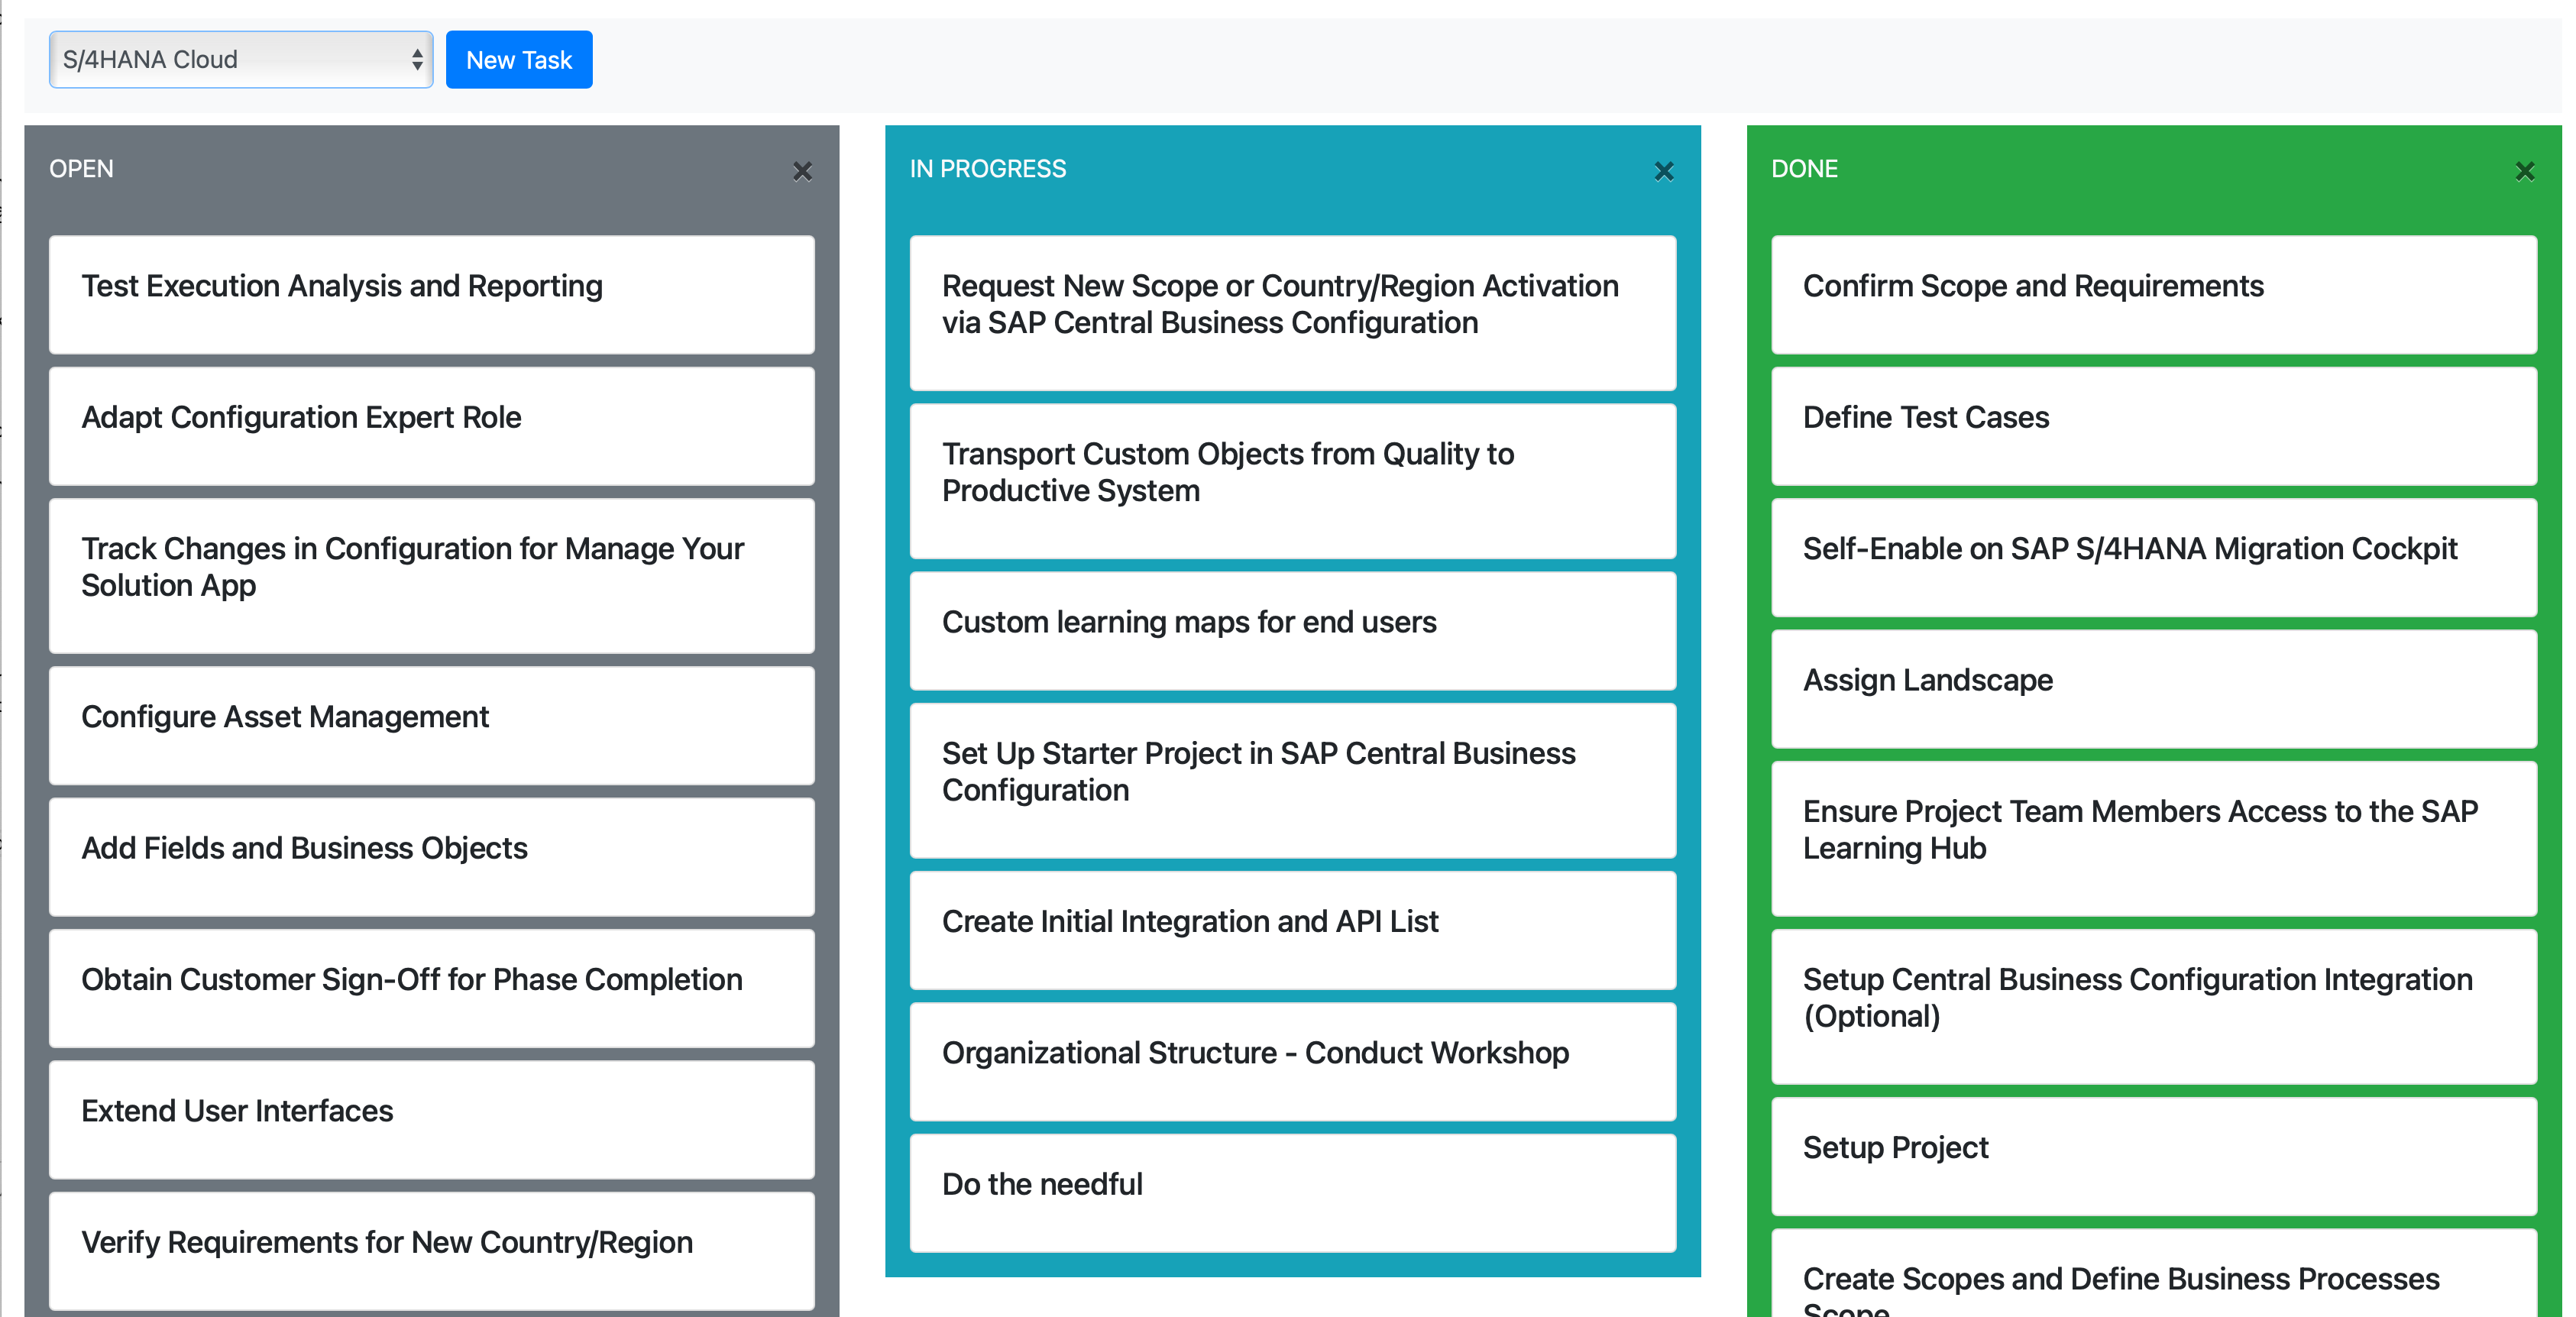 S/4HANA Cloud
New Task
OPEN
Test Execution Analysis and Reporting
Adapt Configuration Expert Role
Track Changes in Configuration for Manage Your
Solution App
Configure Asset Management
Add Fields and Business Objects
Obtain Customer Sign-Off for Phase Completion
Extend User Interfaces
Verify Requirements for New Country/Region
IN PROGRESS
Request New Scope or Country/Region Activation
via SAP Central Business Configuration
Transport Custom Objects from Quality to
Productive System
Custom learning maps for end users
Set Up Starter Project in SAP Central Business
Configuration
Create Initial Integration and API List
Organizational Structure - Conduct Workshop
Do the needful
DONE
Confirm Scope and Requirements
Define Test Cases
Self-Enable on SAP S/4HANA Migration Cockpit
Assign Landscape
Ensure Project Team Members Access to the SAP
Learning Hub
Setup Central Business Configuration Integration
(Optional)
Setup Project
Create Scopes and Define Business Processes
Scope